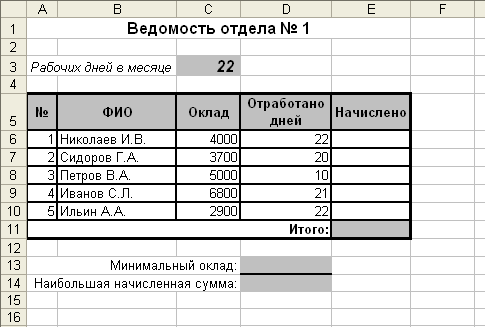 A B C D E F
1 Ведомость отдела № 1
2
3 Рабочих дней в месяце 22
4
5 № ФИО Оклад Отработано дней Начислено
6 1 Николаев И.В. 4000 22
7 2 Сидоров Г.А. 3700 20
8 3 Петров В.А. 5000 10
9 4 Иванов С.Л. 6800 21
10 5 Ильин А.А. 2900 22
11 Итого:
12
13 Минимальный оклад:
14 Наибольшая начисленная сумма:
15
16